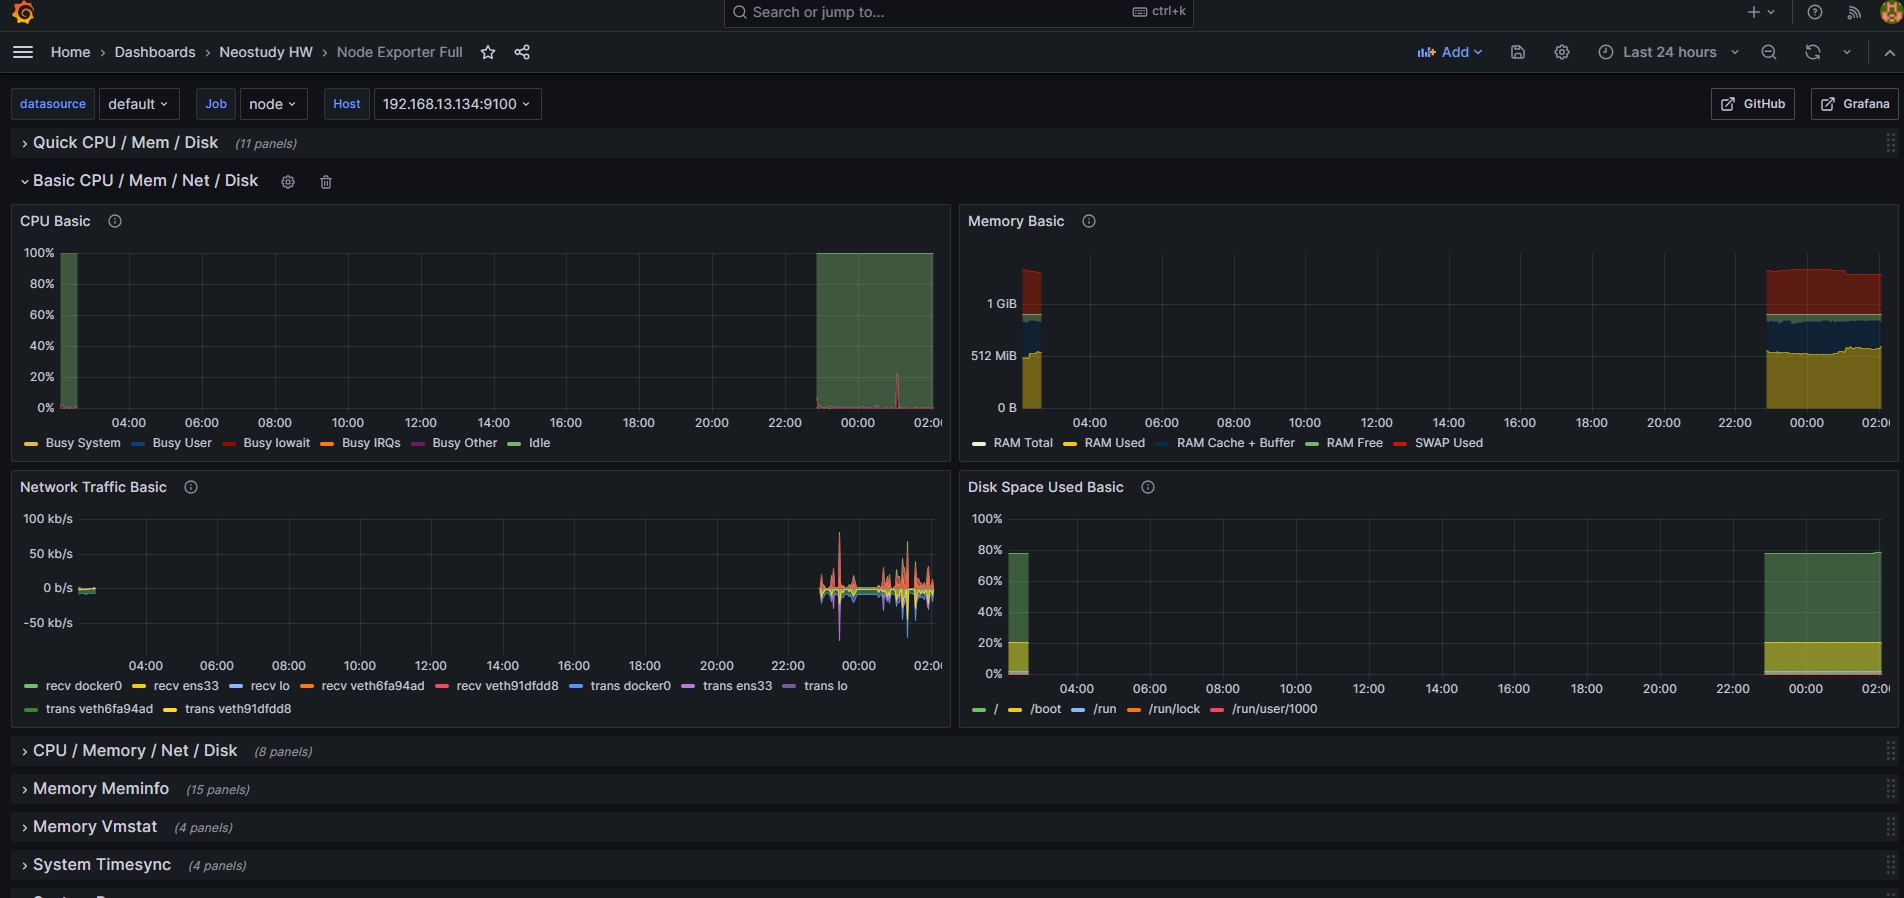 Search or jump to... ctrl+k
Home › Dashboards › Neostudy HW › Node Exporter Full Add Last 24 hours
datasource default Job node Host 192.168.13.134:9100 GitHub Grafana
Quick CPU / Mem / Disk (11 panels)
Basic CPU / Mem / Net / Disk
CPU Basic
100%
80%
60%
40%
20%
0%
04:00 06:00 08:00 10:00 12:00 14:00 16:00 18:00 20:00 22:00 00:00
Busy System Busy User Busy Iowait Busy IRQs Busy Other Idle
Memory Basic
1 GiB
512 MiB
0 B
04:00 06:00 08:00 10:00 12:00 14:00 16:00 18:00 20:00 22:00 00:00
RAM Total RAM Used RAM Cache + Buffer RAM Free SWAP Used
Network Traffic Basic
100 kb/s
50 kb/s
0 b/s
-50 kb/s
04:00 06:00 08:00 10:00 12:00 14:00 16:00 18:00 20:00 22:00 00:00
recv docker0 recv ens33 recv lo recv veth6fa94ad recv veth91dfdd8 trans docker0 trans ens33 trans lo
trans veth6fa94ad trans veth91dfdd8
Disk Space Used Basic
100%
80%
60%
40%
20%
0%
04:00 06:00 08:00 10:00 12:00 14:00 16:00 18:00 20:00 22:00 00:00
/ /boot /run /run/lock /run/user/1000
CPU / Memory / Net / Disk (8 panels)
Memory Meminfo (15 panels)
Memory Vmstat (4 panels)
System Timesync (4 panels)